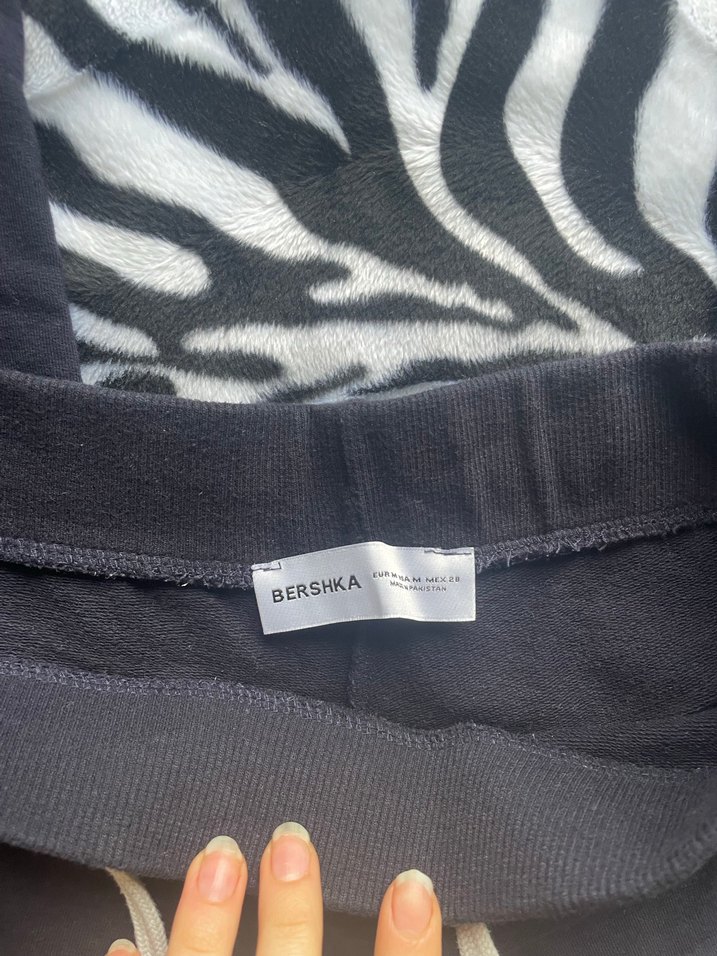 BERSHKA
EUR M USA M MEX 28
MADE IN PAKISTAN